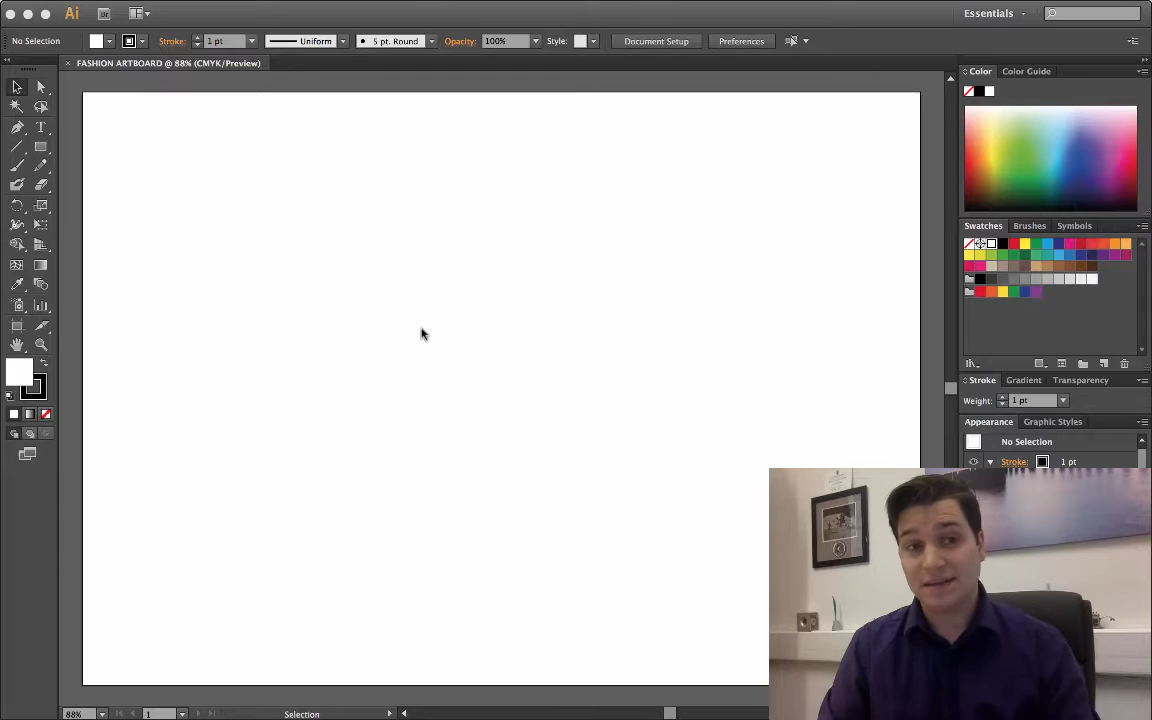 Ai
Br
Essentials
No Selection
Stroke:
1 pt
Uniform
5 pt. Round
Opacity:
100%
Style:
Document Setup
Preferences
× FASHION ARTBOARD @ 88% (CMYK/Preview)
Color
Color Guide
T
Swatches
Brushes
Symbols
Stroke
Gradient
Transparency
Weight:
1 pt
Appearance
Graphic Styles
No Selection
Stroke:
1 pt
88%
1
Selection